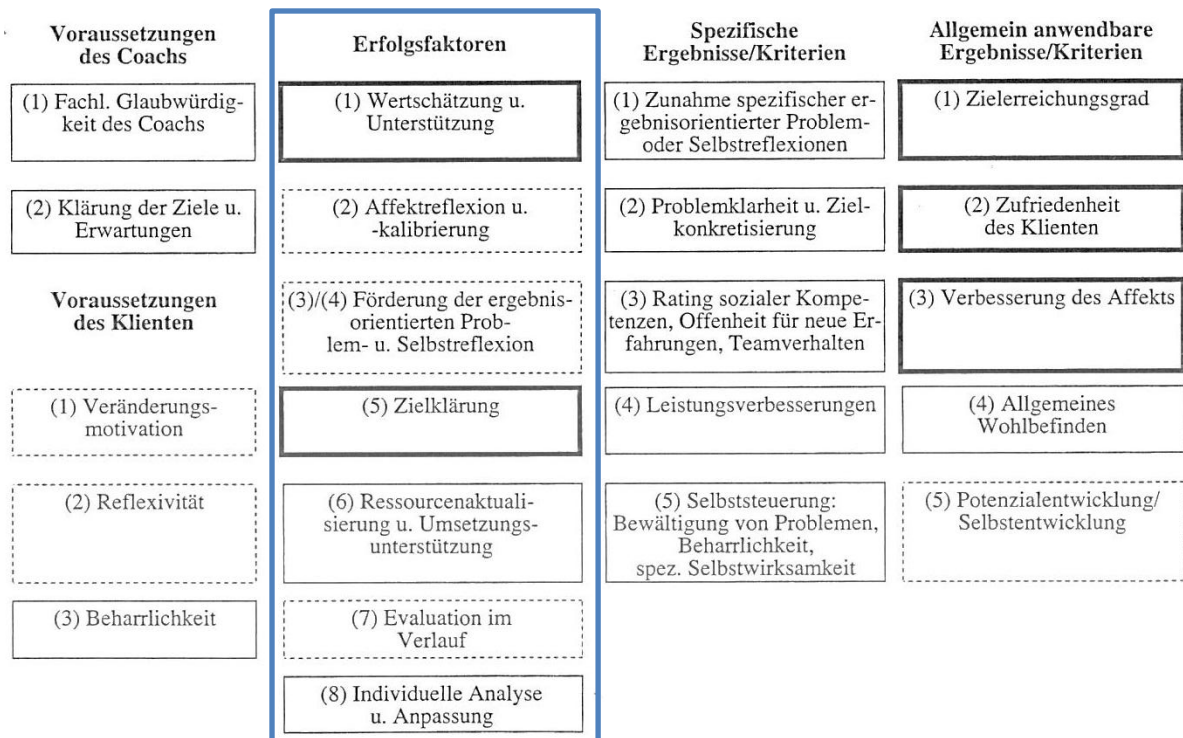 Voraussetzungen
des Coachs
(1) Fachl. Glaubwürdig-
keit des Coachs
(2) Klärung der Ziele u.
Erwartungen
Voraussetzungen
des Klienten
(1) Veränderungs-
motivation
(2) Reflexivität
(3) Beharrlichkeit
Erfolgsfaktoren
(1) Wertschätzung u.
Unterstützung
(2) Affektreflexion u.
-kalibrierung
(3)/(4) Förderung der ergebnis-
orientierten Prob-
lem- u. Selbstreflexion
(5) Zielklärung
(6) Ressourcenaktuali-
sierung u. Umsetzungs-
unterstützung
(7) Evaluation im
Verlauf
(8) Individuelle Analyse
u. Anpassung
Spezifische
Ergebnisse/Kriterien
(1) Zunahme spezifischer er-
gebnisorientierter Problem-
oder Selbstreflexionen
(2) Problemklarheit u. Ziel-
konkretisierung
(3) Rating sozialer Kompe-
tenzen, Offenheit für neue Er-
fahrungen, Teamverhalten
(4) Leistungsverbesserungen
(5) Selbststeuerung:
Bewältigung von Problemen,
Beharrlichkeit,
spez. Selbstwirksamkeit
Allgemein anwendbare
Ergebnisse/Kriterien
(1) Zielerreichungsgrad
(2) Zufriedenheit
des Klienten
(3) Verbesserung des Affekts
(4) Allgemeines
Wohlbefinden
(5) Potenzialentwicklung/
Selbstentwicklung